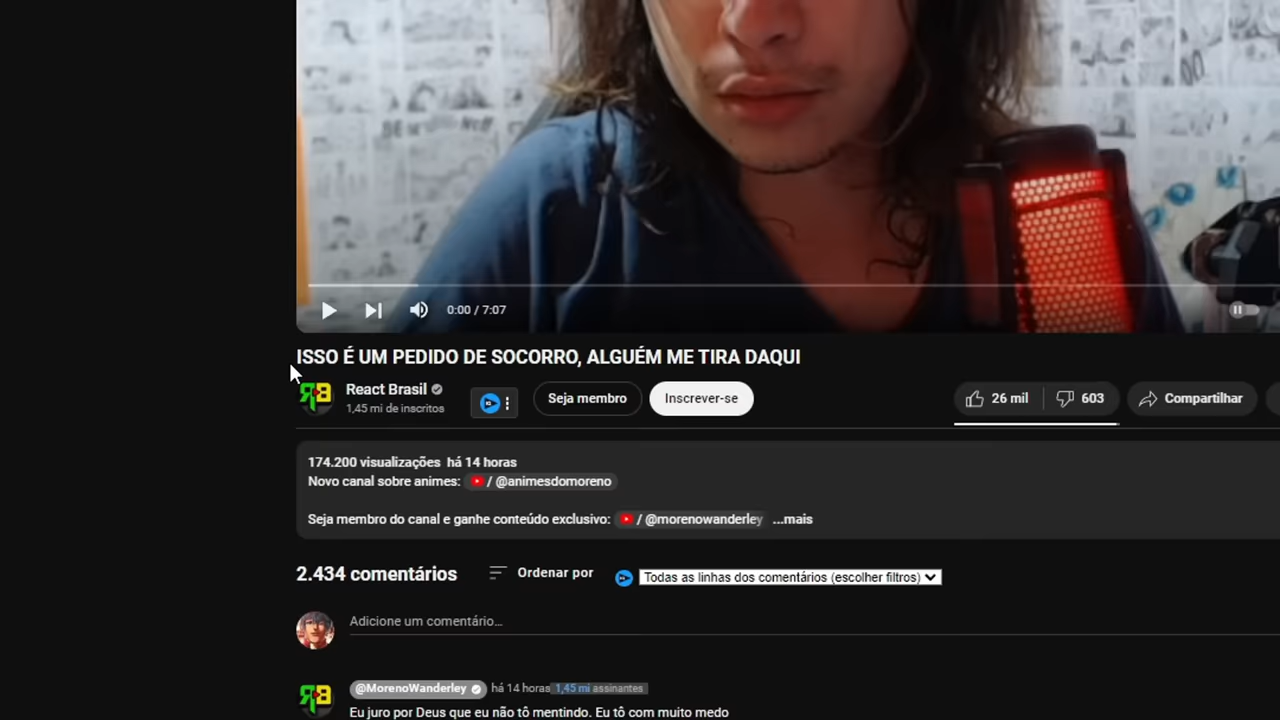 0:00 / 7:07
ISSO É UM PEDIDO DE SOCORRO, ALGUÉM ME TIRA DAQUI
React Brasil
1,45 mi de inscritos
Seja membro
Inscrever-se
26 mil
603
Compartilhar
174.200 visualizações há 14 horas
Novo canal sobre animes: / @animesdomoreno
Seja membro do canal e ganhe conteúdo exclusivo: / @morenowanderley ...mais
2.434 comentários
Ordenar por
Todas as linhas dos comentários (escolher filtros)
Adicione um comentário...
@MorenoWanderley há 14 horas 1,45 mi assinantes
Eu juro por Deus que eu não tô mentindo. Eu tô com muito medo